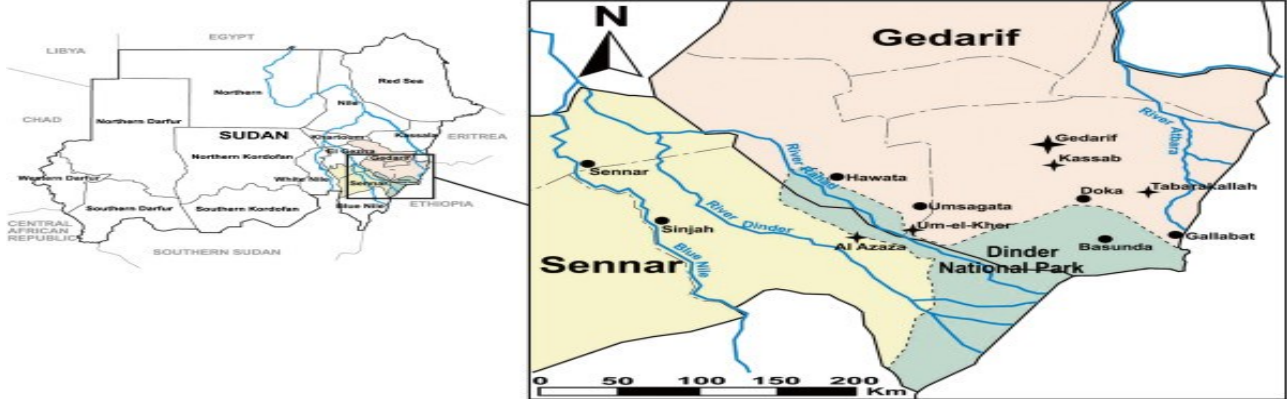 EGYPT
LIBYA
Red Sea
Northern
Nile
CHAD
Northern Darfur
SUDAN
Khartoum
Kassala
ERITREA
Northern Kordofan
El Gezira
Gedarif
Western Darfur
White Nile
Sennar
Southern Darfur
Southern Kordofan
Blue Nile
ETHIOPIA
CENTRAL
AFRICAN
REPUBLIC
SOUTHERN SUDAN
N
Gedarif
River Atbara
Gedarif
Kassab
Sennar
River Rahad
Hawata
Doka
Tabarakallah
Umsagata
Sinjah
River Dinder
Um-el-Kher
Al Azaza
Gallabat
Basunda
Blue Nile
Sennar
Dinder
National Park
0 50 100 150 200
Km